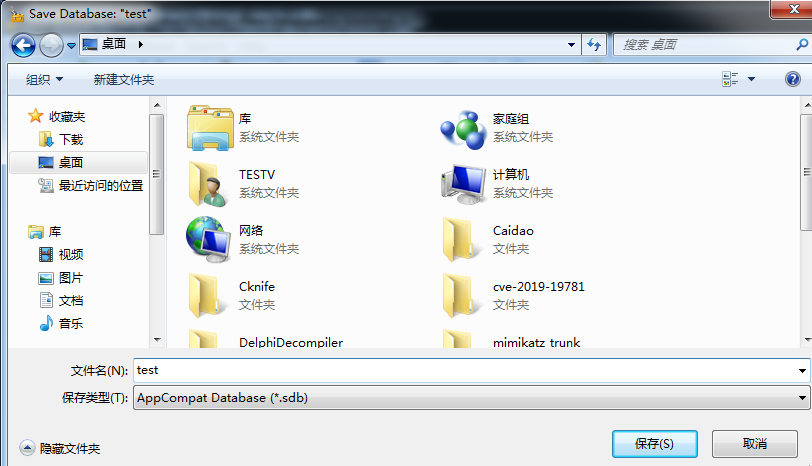 Save Database: "test"
桌面
搜索 桌面
组织
新建文件夹
收藏夹
下载
桌面
最近访问的位置
库
视频
图片
文档
音乐
库
系统文件夹
家庭组
系统文件夹
TESTV
系统文件夹
计算机
系统文件夹
网络
系统文件夹
Caidao
文件夹
Cknife
文件夹
cve-2019-19781
文件夹
DelphiDecompiler
mimikatz trunk
文件名(N):
test
保存类型(T):
AppCompat Database (*.sdb)
隐藏文件夹
保存(S)
取消